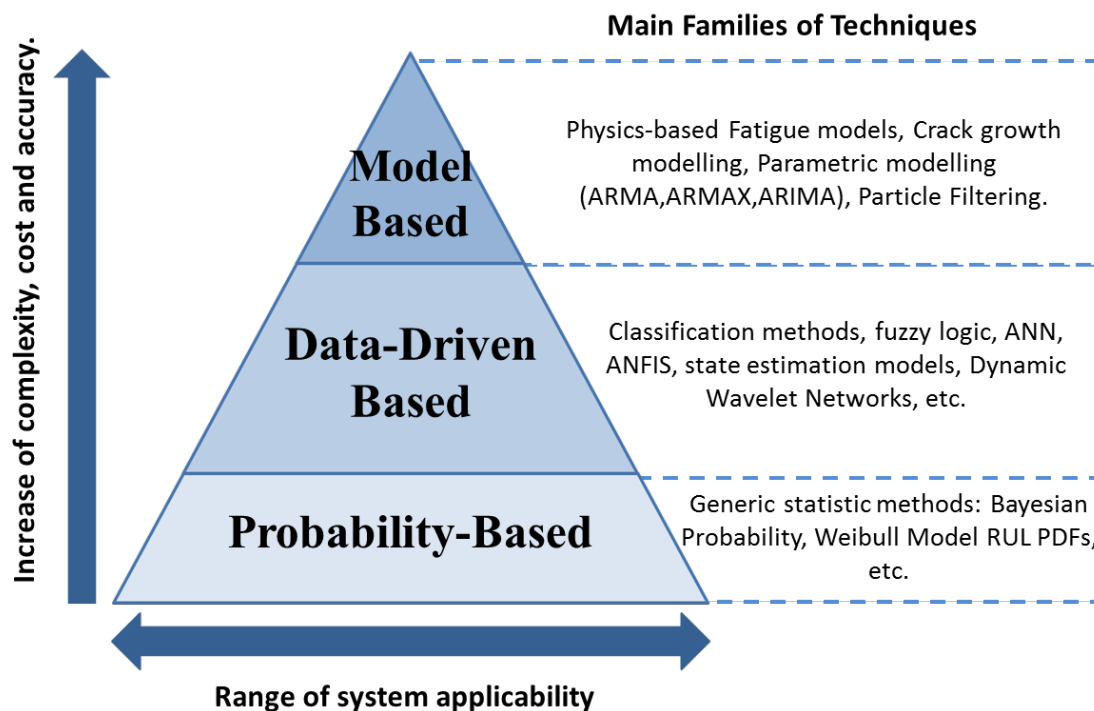 Main Families of Techniques
Increase of complexity, cost and accuracy.
Model
Based
Physics-based Fatigue models, Crack growth
modelling, Parametric modelling
(ARMA,ARMAX,ARIMA), Particle Filtering.
Data-Driven
Based
Classification methods, fuzzy logic, ANN,
ANFIS, state estimation models, Dynamic
Wavelet Networks, etc.
Probability-Based
Generic statistic methods: Bayesian
Probability, Weibull Model RUL PDFs,
etc.
Range of system applicability